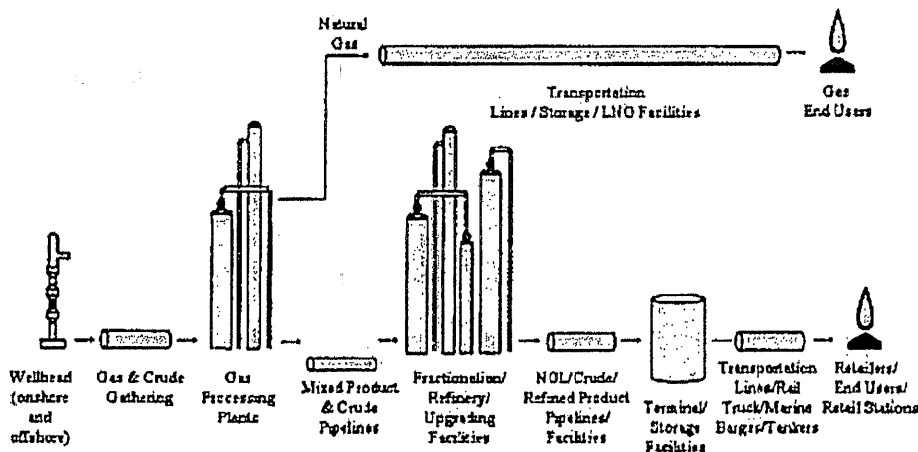 Natural
Gas
Transportation
Lines / Storage / LNG Facilities
Gas
End Users
Wellhead
(onshore
and
offshore)
Gas & Crude
Gathering
Gas
Processing
Plants
Mixed Product
& Crude
Pipelines
Fractionation/
Refinery/
Upgrading
Facilities
NGL/Crude/
Refined Product
Pipelines/
Facilities
Terminal/
Storage
Facilities
Transportation
Lines/Rail
Truck/Marine
Barges/Tankers
Retailers/
End Users/
Retail Stations